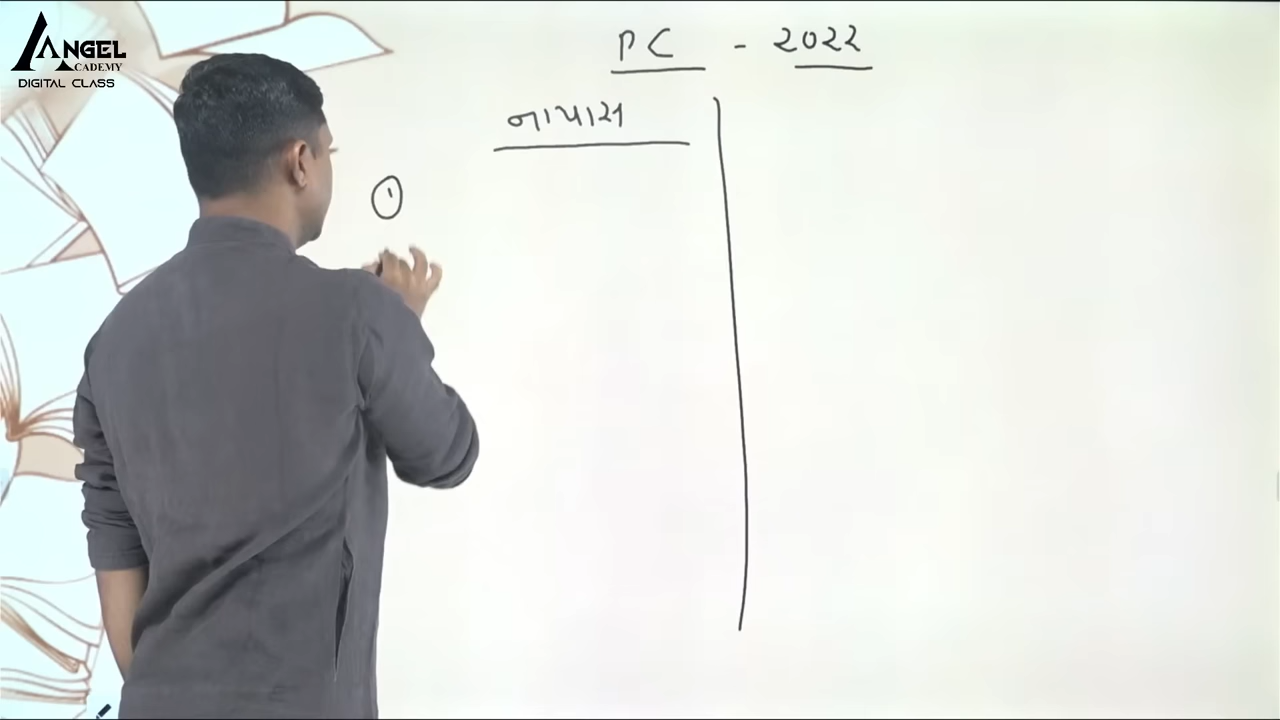 ANGEL
ACADEMY
DIGITAL CLASS
PC - 2022
નાપાસ
①